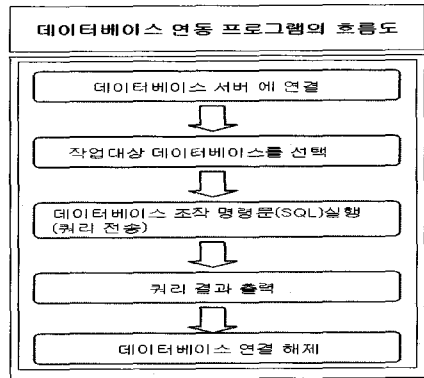 데이터베이스 연동 프로그램의 흐름도
데이터베이스 서버 에 연결
작업대상 데이터베이스를 선택
데이터베이스 조작 명령문(SQL)실행
(쿼리 전송)
쿼리 결과 출력
데이터베이스 연결 해제